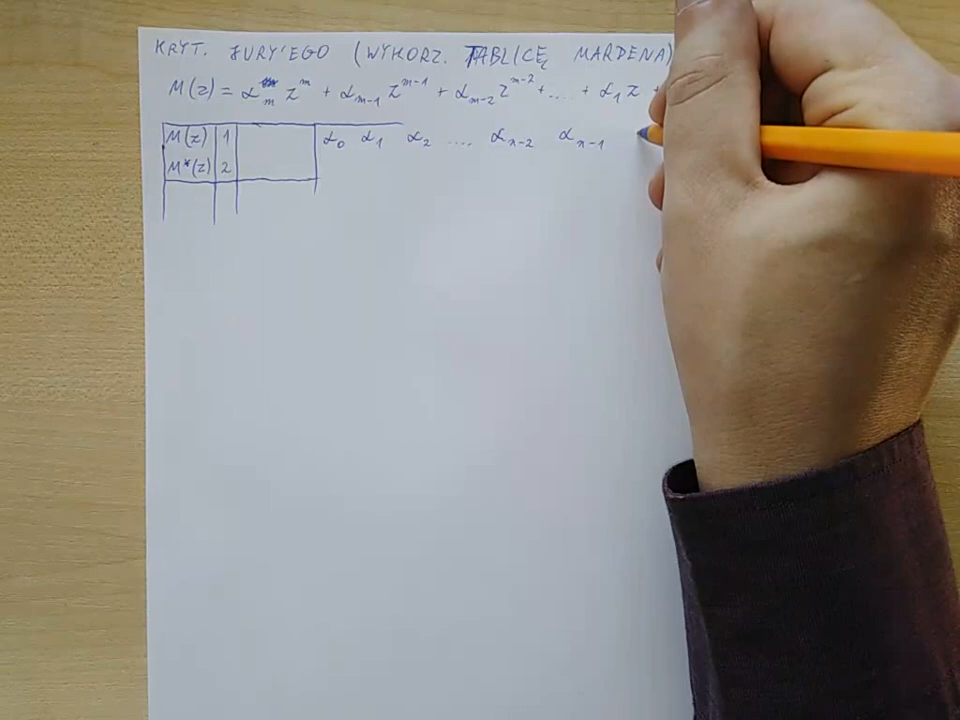 KRYT. JURY'EGO (WYKORZ. TABLICĘ MARDENA)
M(z) = α_m z^m + α_{m-1} z^{m-1} + α_{m-2} z^{m-2} + .... + α_1 z +
M(z) 1 α_0 α_1 α_2 .... α_{n-2} α_{n-1}
M*(z) 2